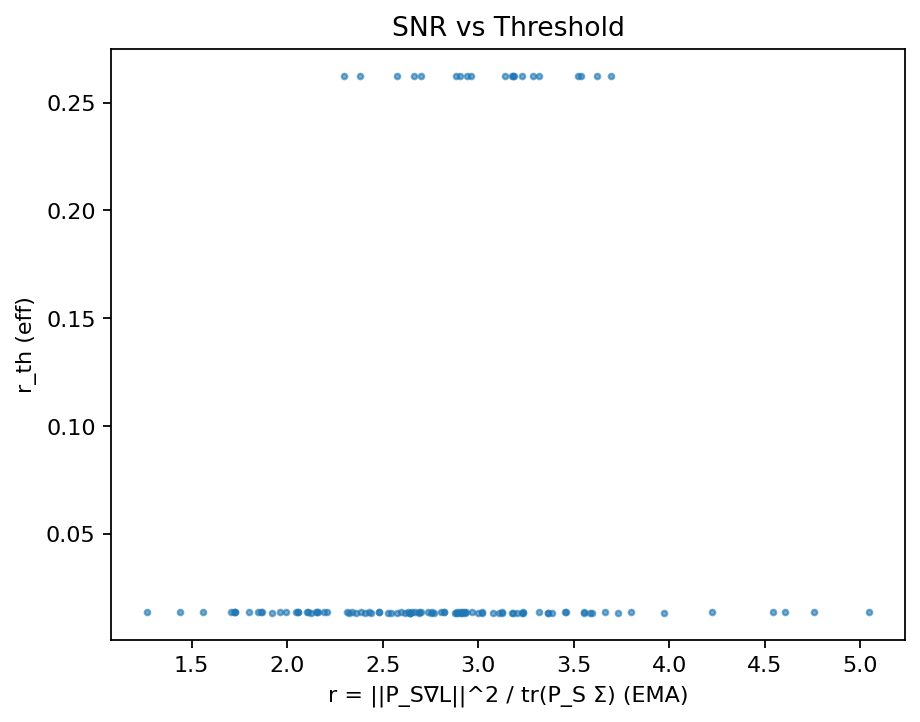 SNR vs Threshold
r_th (eff)
0.25
0.20
0.15
0.10
0.05
1.5 2.0 2.5 3.0 3.5 4.0 4.5 5.0
r = ||P_S∇L||^2 / tr(P_S Σ) (EMA)